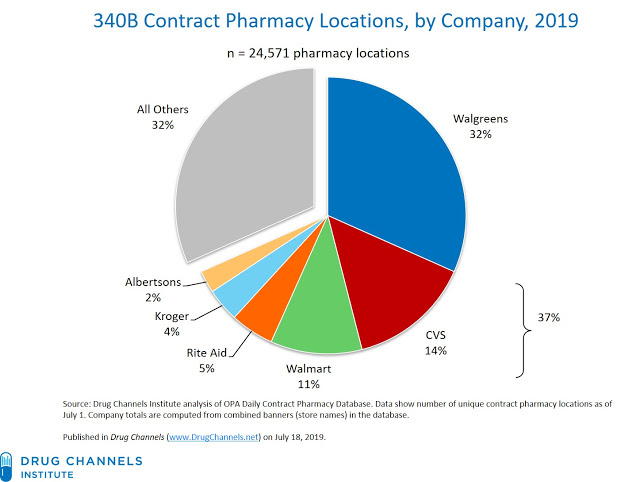 340B Contract Pharmacy Locations, by Company, 2019
n = 24,571 pharmacy locations
All Others
32%
Walgreens
32%
Albertsons
2%
Kroger
4%
Rite Aid
5%
Walmart
11%
CVS
14%
37%
Source: Drug Channels Institute analysis of OPA Daily Contract Pharmacy Database. Data show number of unique contract pharmacy locations as of
July 1. Company totals are computed from combined banners (store names) in the database.
Published in Drug Channels (www.DrugChannels.net) on July 18, 2019.
DRUG CHANNELS
INSTITUTE